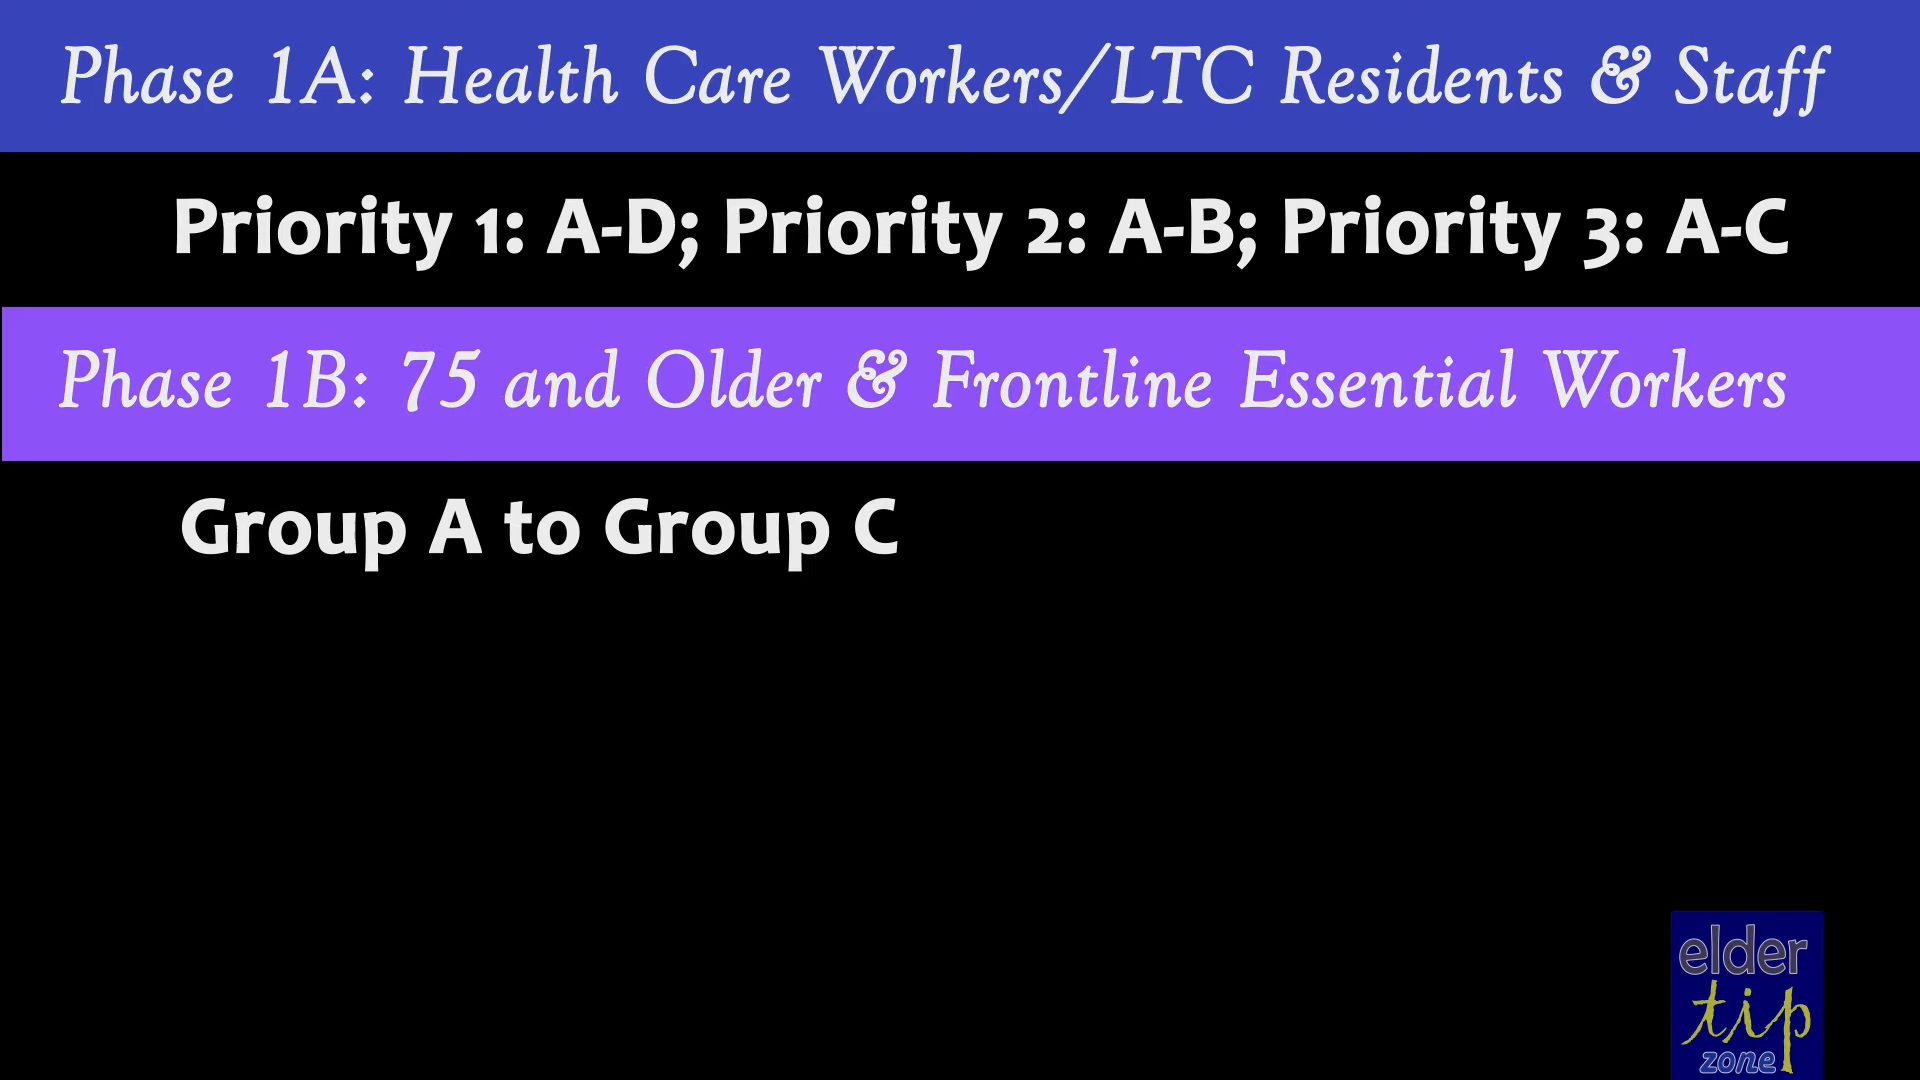 Phase 1A: Health Care Workers/LTC Residents & Staff
Priority 1: A-D; Priority 2: A-B; Priority 3: A-C
Phase 1B: 75 and Older & Frontline Essential Workers
Group A to Group C
elder
tip
zone